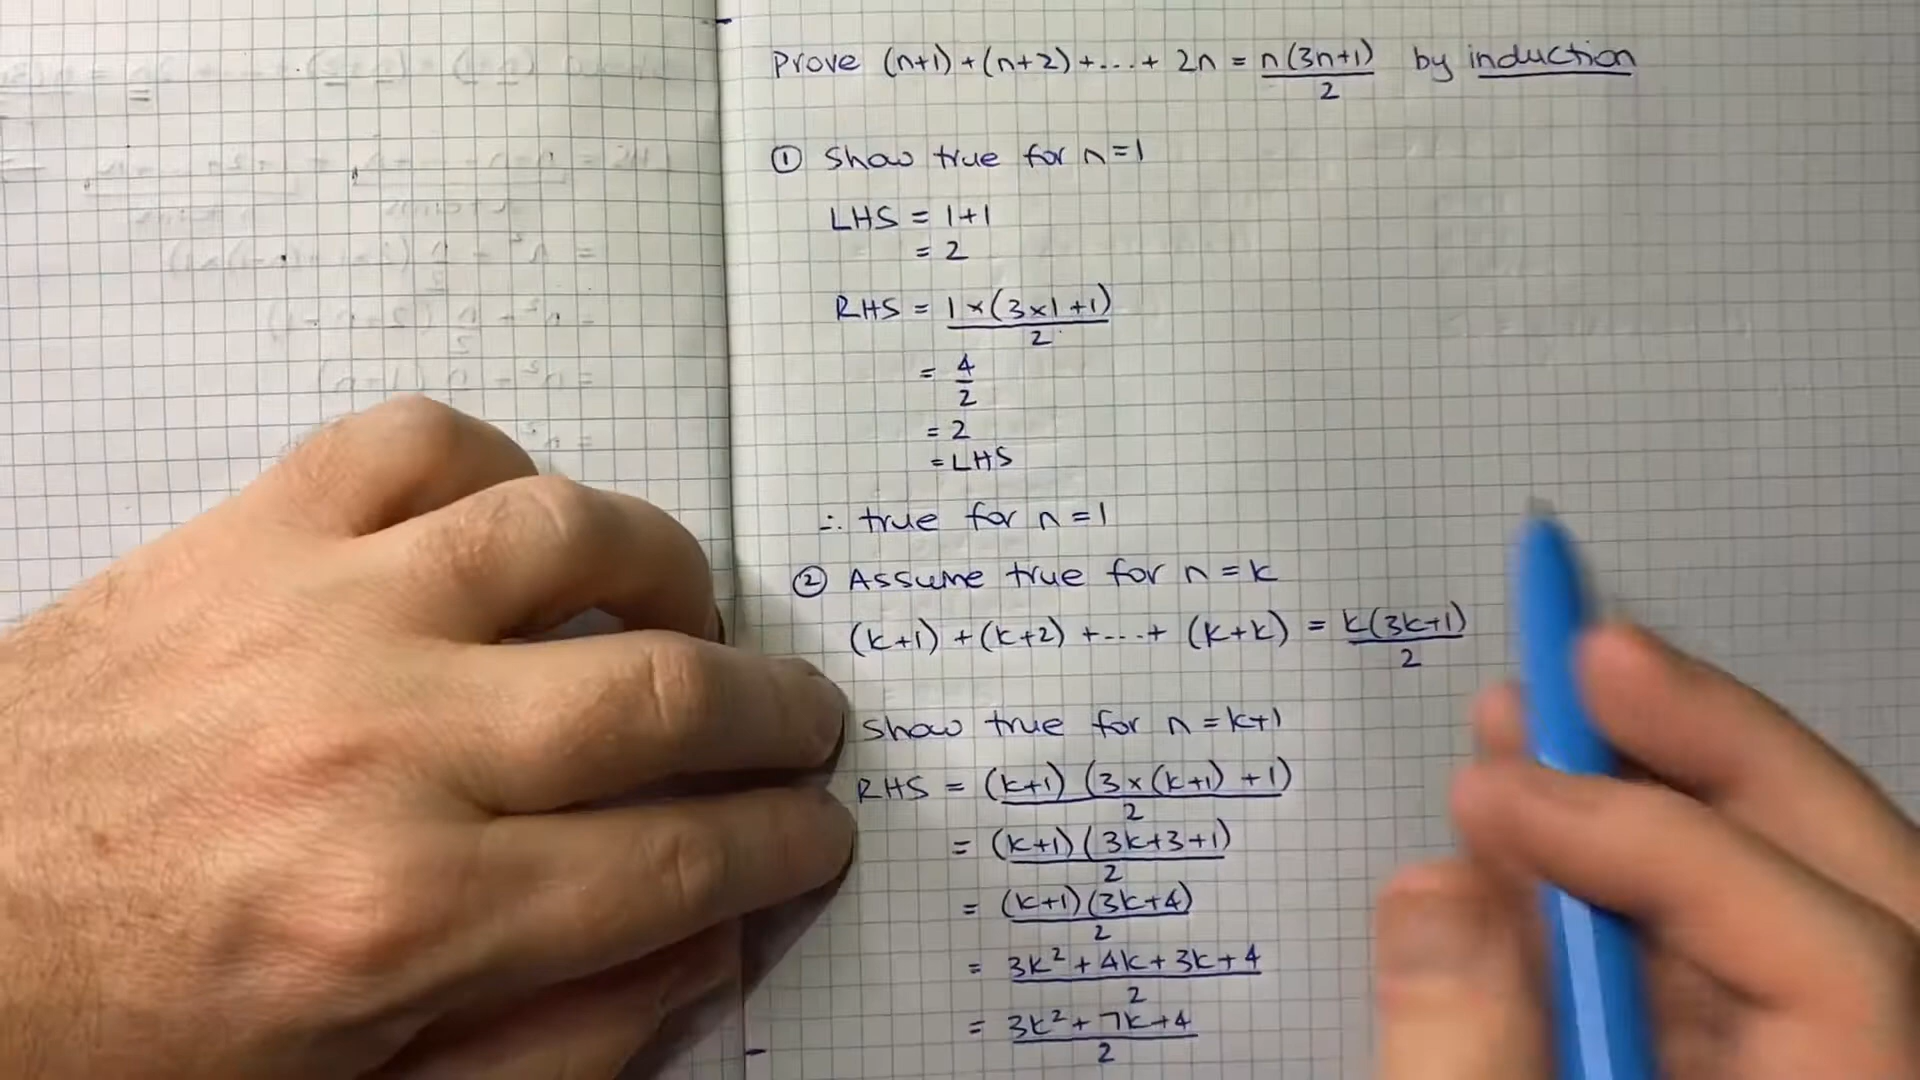 Prove (n+1) + (n+2) + ... + 2n = n(3n+1)/2 by induction
① Show true for n=1
LHS = 1+1
= 2
RHS = 1×(3×1+1)/2
= 4/2
= 2
= LHS
∴ true for n=1
② Assume true for n=k
(k+1) + (k+2) + ... + (k+k) = k(3k+1)/2
Show true for n=k+1
RHS = (k+1)(3×(k+1)+1)/2
= (k+1)(3k+3+1)/2
= (k+1)(3k+4)/2
= 3k²+4k+3k+4/2
= 3k²+7k+4/2